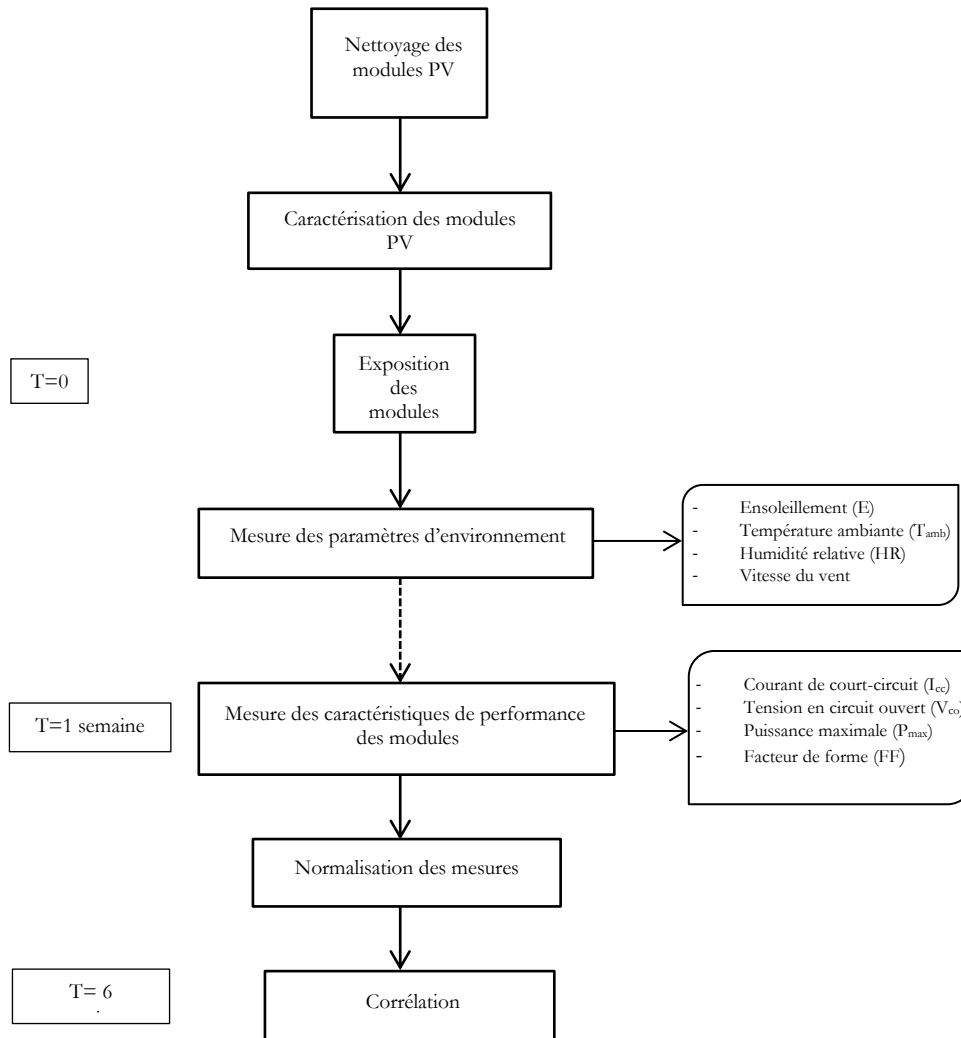 Nettoyage des
modules PV
Caractérisation des modules
PV
T=0
Exposition
des
modules
Mesure des paramètres d'environnement
- Ensoleillement (E)
- Température ambiante (Tamb)
- Humidité relative (HR)
- Vitesse du vent
T=1 semaine
Mesure des caractéristiques de performance
des modules
- Courant de court-circuit (Icc)
- Tension en circuit ouvert (Vco)
- Puissance maximale (Pmax)
- Facteur de forme (FF)
Normalisation des mesures
T= 6
Corrélation